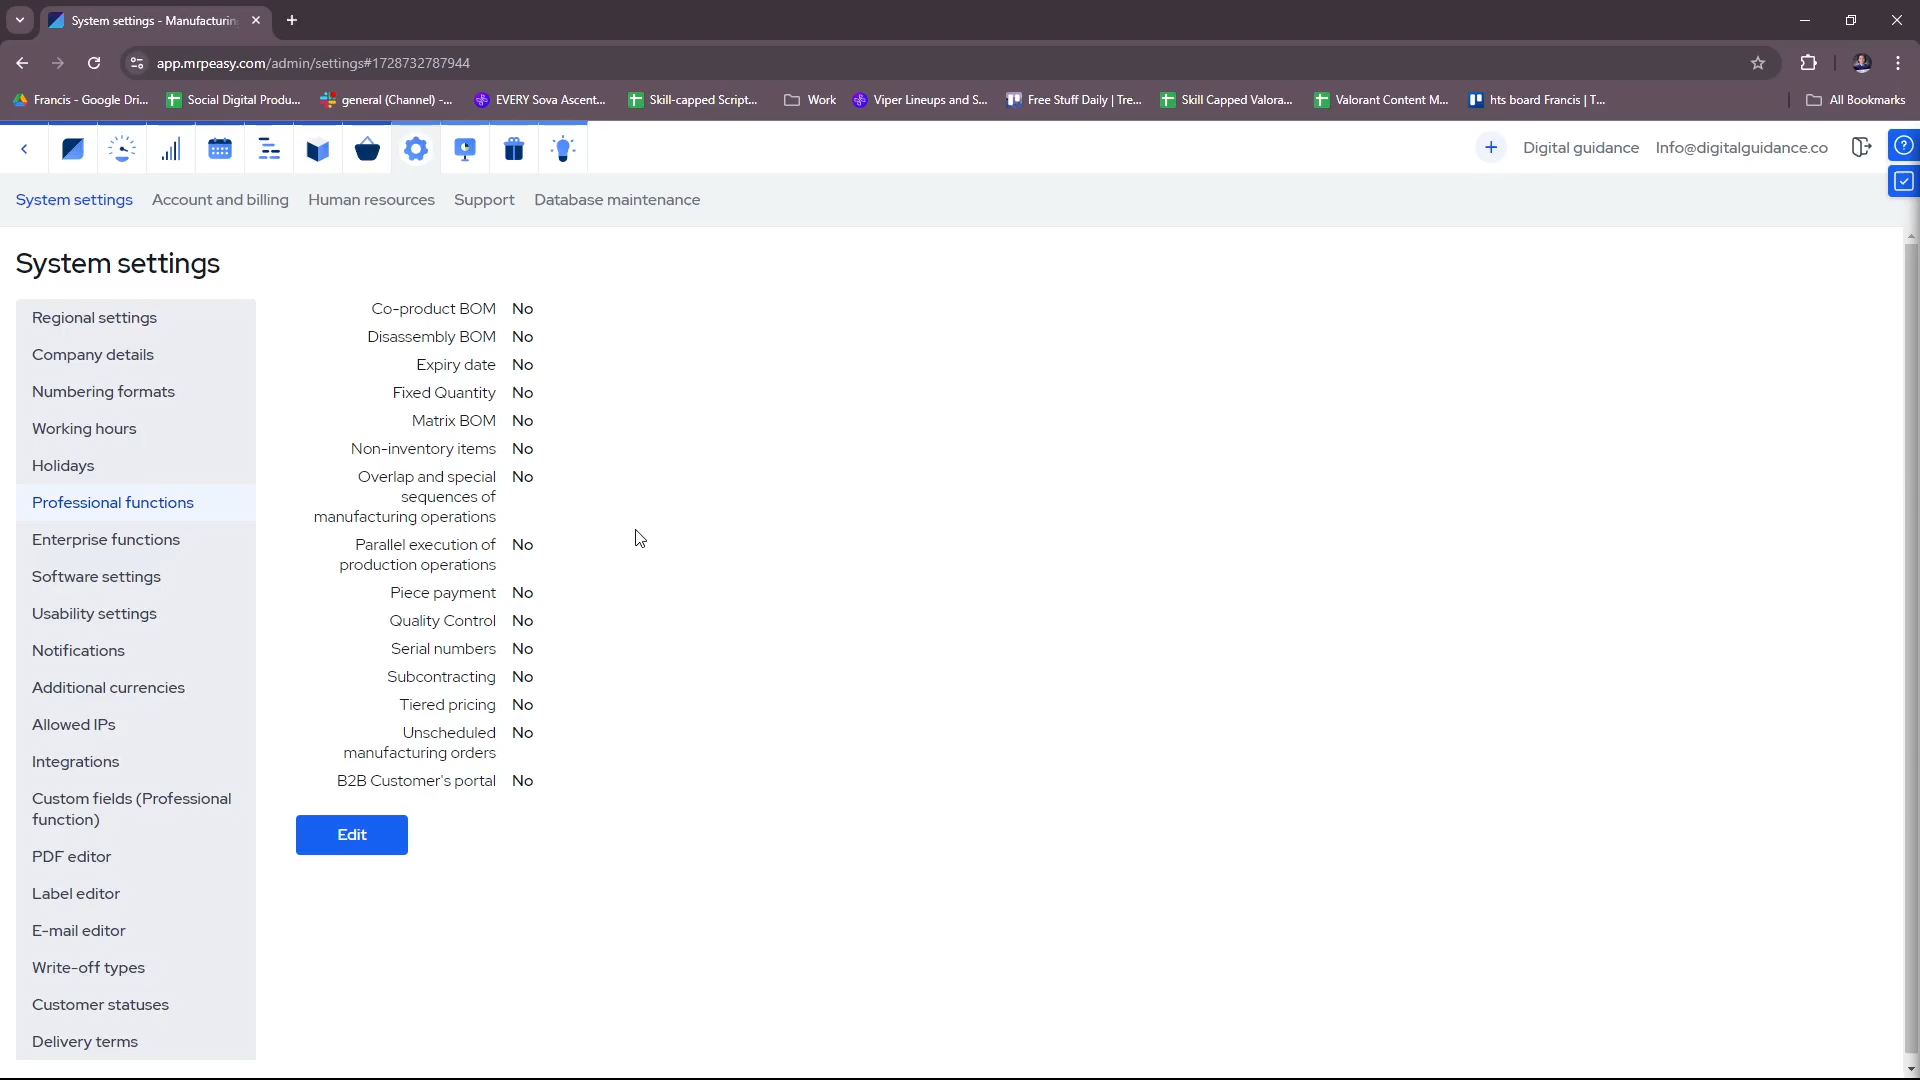 System settings - Manufacturin
app.mrpeasy.com/admin/settings#1728732787944
Francis - Google Dri...
Social Digital Produ...
general (Channel) -...
EVERY Sova Ascent...
Skill-capped Script...
Work
Viper Lineups and S...
Free Stuff Daily | Tre...
Skill Capped Valora...
Valorant Content M...
hts board Francis | T...
All Bookmarks
Digital guidance
Info@digitalguidance.co
System settings
Account and billing
Human resources
Support
Database maintenance
System settings
Regional settings
Company details
Numbering formats
Working hours
Holidays
Professional functions
Enterprise functions
Software settings
Usability settings
Notifications
Additional currencies
Allowed IPs
Integrations
Custom fields (Professional
function)
PDF editor
Label editor
E-mail editor
Write-off types
Customer statuses
Delivery terms
Co-product BOM No
Disassembly BOM No
Expiry date No
Fixed Quantity No
Matrix BOM No
Non-inventory items No
Overlap and special No
sequences of
manufacturing operations
Parallel execution of No
production operations
Piece payment No
Quality Control No
Serial numbers No
Subcontracting No
Tiered pricing No
Unscheduled No
manufacturing orders
B2B Customer's portal No
Edit